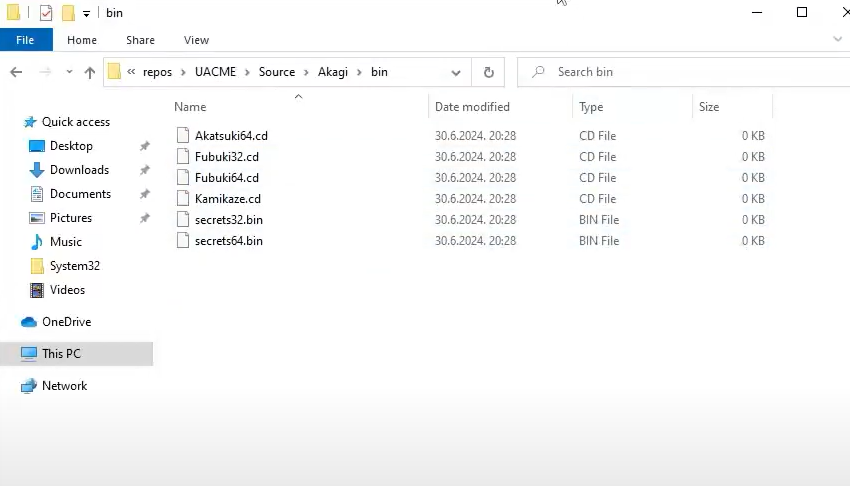 bin
File Home Share View
« repos > UACME > Source > Akagi > bin Search bin
Name Date modified Type Size
Quick access
Desktop
Downloads
Documents
Pictures
Music
System32
Videos
OneDrive
This PC
Network
Akatsuki64.cd 30.6.2024. 20:28 CD File 0 KB
Fubuki32.cd 30.6.2024. 20:28 CD File 0 KB
Fubuki64.cd 30.6.2024. 20:28 CD File 0 KB
Kamikaze.cd 30.6.2024. 20:28 CD File 0 KB
secrets32.bin 30.6.2024. 20:28 BIN File 0 KB
secrets64.bin 30.6.2024. 20:28 BIN File 0 KB